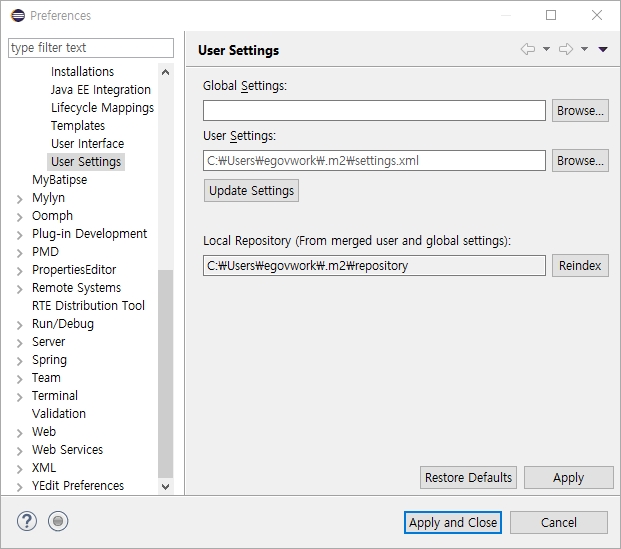 Preferences
type filter text
Installations
Java EE Integration
Lifecycle Mappings
Templates
User Interface
User Settings
MyBatipse
Mylyn
Oomph
Plug-in Development
PMD
PropertiesEditor
Remote Systems
RTE Distribution Tool
Run/Debug
Server
Spring
Team
Terminal
Validation
Web
Web Services
XML
YEdit Preferences
User Settings
Global Settings:
Browse...
User Settings:
C:₩Users₩egovwork₩.m2₩settings.xml
Browse...
Update Settings
Local Repository (From merged user and global settings):
C:₩Users₩egovwork₩.m2₩repository
Reindex
Restore Defaults
Apply
Apply and Close
Cancel